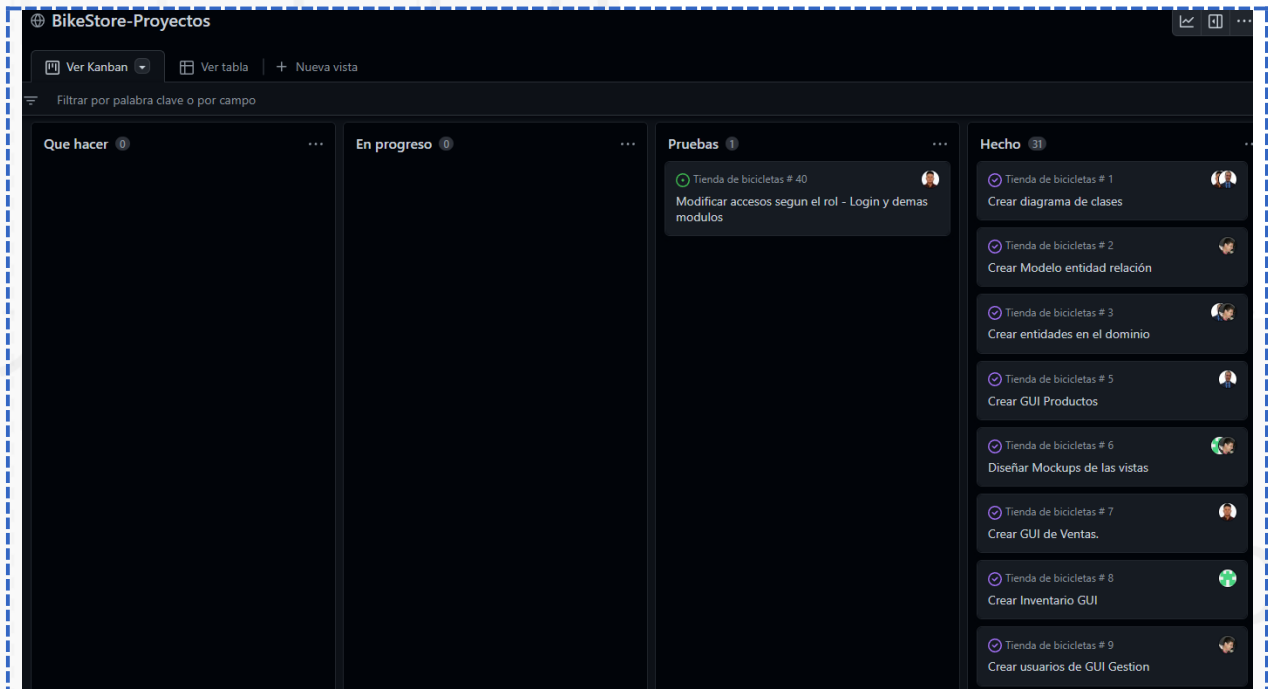 BikeStore-Proyectos
Ver Kanban
Ver tabla
Nueva vista
Filtrar por palabra clave o por campo
Que hacer 0
En progreso 0
Pruebas 1
Tienda de bicicletas # 40
Modificar accesos segun el rol - Login y demas
modulos
Hecho 31
Tienda de bicicletas # 1
Crear diagrama de clases
Tienda de bicicletas # 2
Crear Modelo entidad relación
Tienda de bicicletas # 3
Crear entidades en el dominio
Tienda de bicicletas # 5
Crear GUI Productos
Tienda de bicicletas # 6
Diseñar Mockups de las vistas
Tienda de bicicletas # 7
Crear GUI de Ventas.
Tienda de bicicletas # 8
Crear Inventario GUI
Tienda de bicicletas # 9
Crear usuarios de GUI Gestion